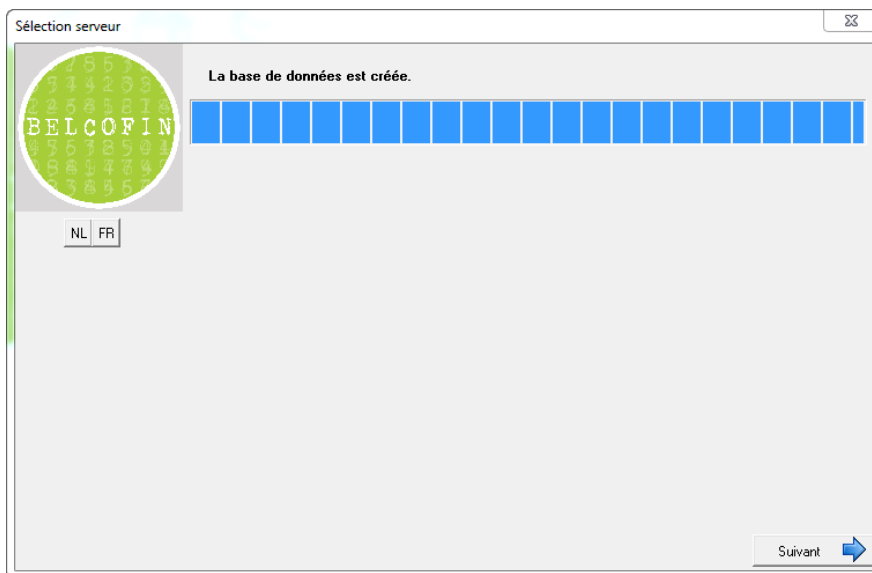 Sélection serveur
La base de données est créée.
BELCOFIN
NL FR
Suivant